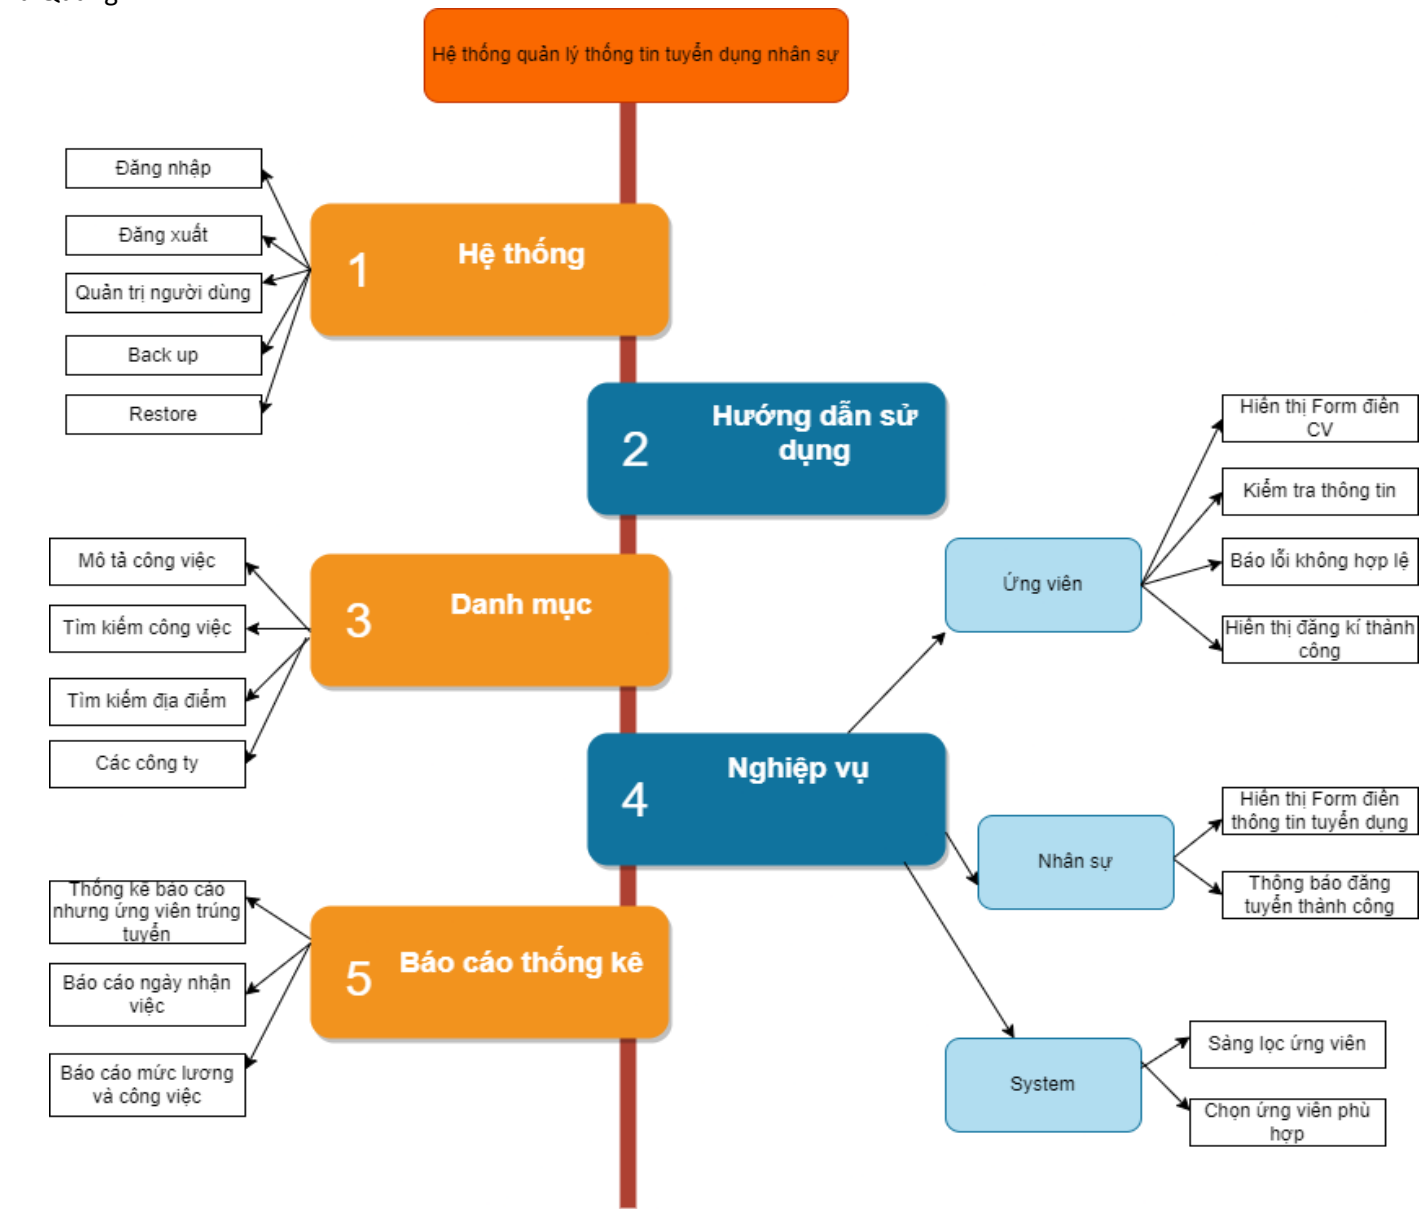 Hệ thống quản lý thống tin tuyển dụng nhân sự
Đăng nhập
Đăng xuất
Quản trị người dùng
Back up
Restore
1
Hệ thống
2
Hướng dẫn sử
dụng
Mô tả công việc
Tìm kiếm công việc
Tìm kiếm địa điểm
Các công ty
3
Danh mục
4
Nghiệp vụ
Ứng viên
Hiển thị Form điền
CV
Kiểm tra thông tin
Báo lỗi không hợp lệ
Hiển thị đăng kí thành
công
Nhân sự
Hiển thị Form điền
thông tin tuyển dụng
Thông báo đăng
tuyển thành công
System
Sàng lọc ứng viên
Chọn ứng viên phù
hợp
Thống kê báo cáo
nhưng ứng viên trúng
tuyển
Báo cáo ngày nhận
việc
Báo cáo mức lương
và công việc
5
Báo cáo thống kê